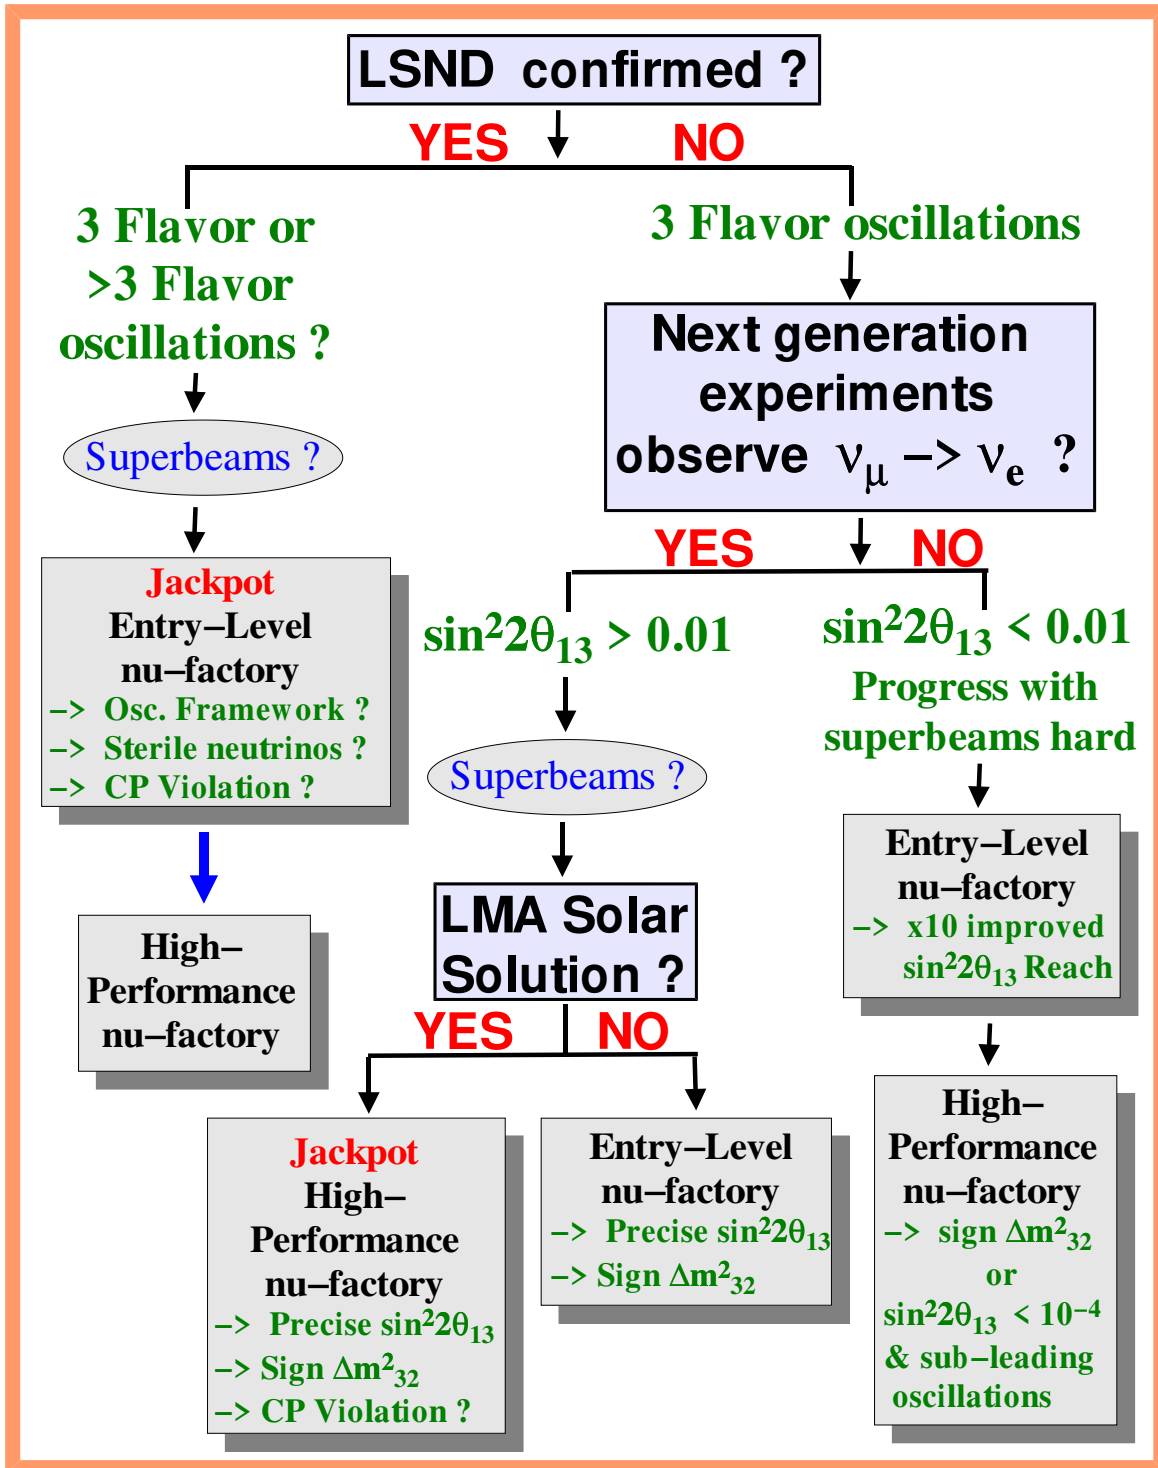 LSND confirmed ?
YES NO
3 Flavor or
>3 Flavor
oscillations ?
Superbeams ?
Jackpot
Entry−Level
nu−factory
−> Osc. Framework ?
−> Sterile neutrinos ?
−> CP Violation ?
High−
Performance
nu−factory
3 Flavor oscillations
Next generation
experiments
observe ν_μ −> ν_e ?
YES NO
sin²2θ₁₃ > 0.01
Superbeams ?
LMA Solar
Solution ?
YES NO
Jackpot
High−
Performance
nu−factory
−> Precise sin²2θ₁₃
−> Sign Δm²₃₂
−> CP Violation ?
Entry−Level
nu−factory
−> Precise sin²2θ₁₃
−> Sign Δm²₃₂
sin²2θ₁₃ < 0.01
Progress with
superbeams hard
Entry−Level
nu−factory
−> x10 improved
sin²2θ₁₃ Reach
High−
Performance
nu−factory
−> sign Δm²₃₂
or
sin²2θ₁₃ < 10⁻⁴
& sub−leading
oscillations